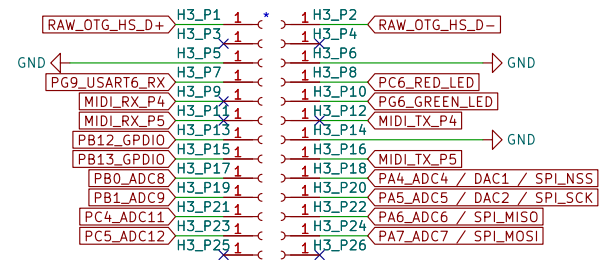 RAW_OTG_HS_D+ H3_P1 1 * 1 H3_P2 RAW_OTG_HS_D-
H3_P3 1 1 H3_P4
GND H3_P5 1 1 H3_P6 GND
PG9_USART6_RX H3_P7 1 1 H3_P8 PC6_RED_LED
MIDI_RX_P4 H3_P9 1 1 H3_P10 PG6_GREEN_LED
MIDI_RX_P5 H3_P11 1 1 H3_P12 MIDI_TX_P4
PB12_GPDIO H3_P13 1 1 H3_P14 GND
PB13_GPDIO H3_P15 1 1 H3_P16 MIDI_TX_P5
PB0_ADC8 H3_P17 1 1 H3_P18 PA4_ADC4 / DAC1 / SPI_NSS
PB1_ADC9 H3_P19 1 1 H3_P20 PA5_ADC5 / DAC2 / SPI_SCK
PC4_ADC11 H3_P21 1 1 H3_P22 PA6_ADC6 / SPI_MISO
PC5_ADC12 H3_P23 1 1 H3_P24 PA7_ADC7 / SPI_MOSI
H3_P25 1 1 H3_P26